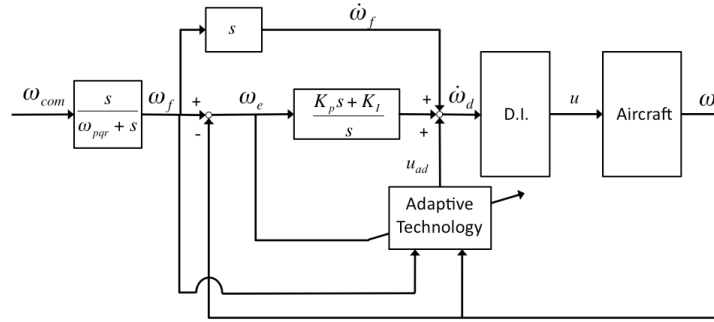 ω̇_f
s
ω_com
s
ω_pqr + s
ω_f
+
-
ω_e
K_p s + K_I
s
+
+
ω̇_d
D.I.
u
Aircraft
ω
u_ad
Adaptive
Technology